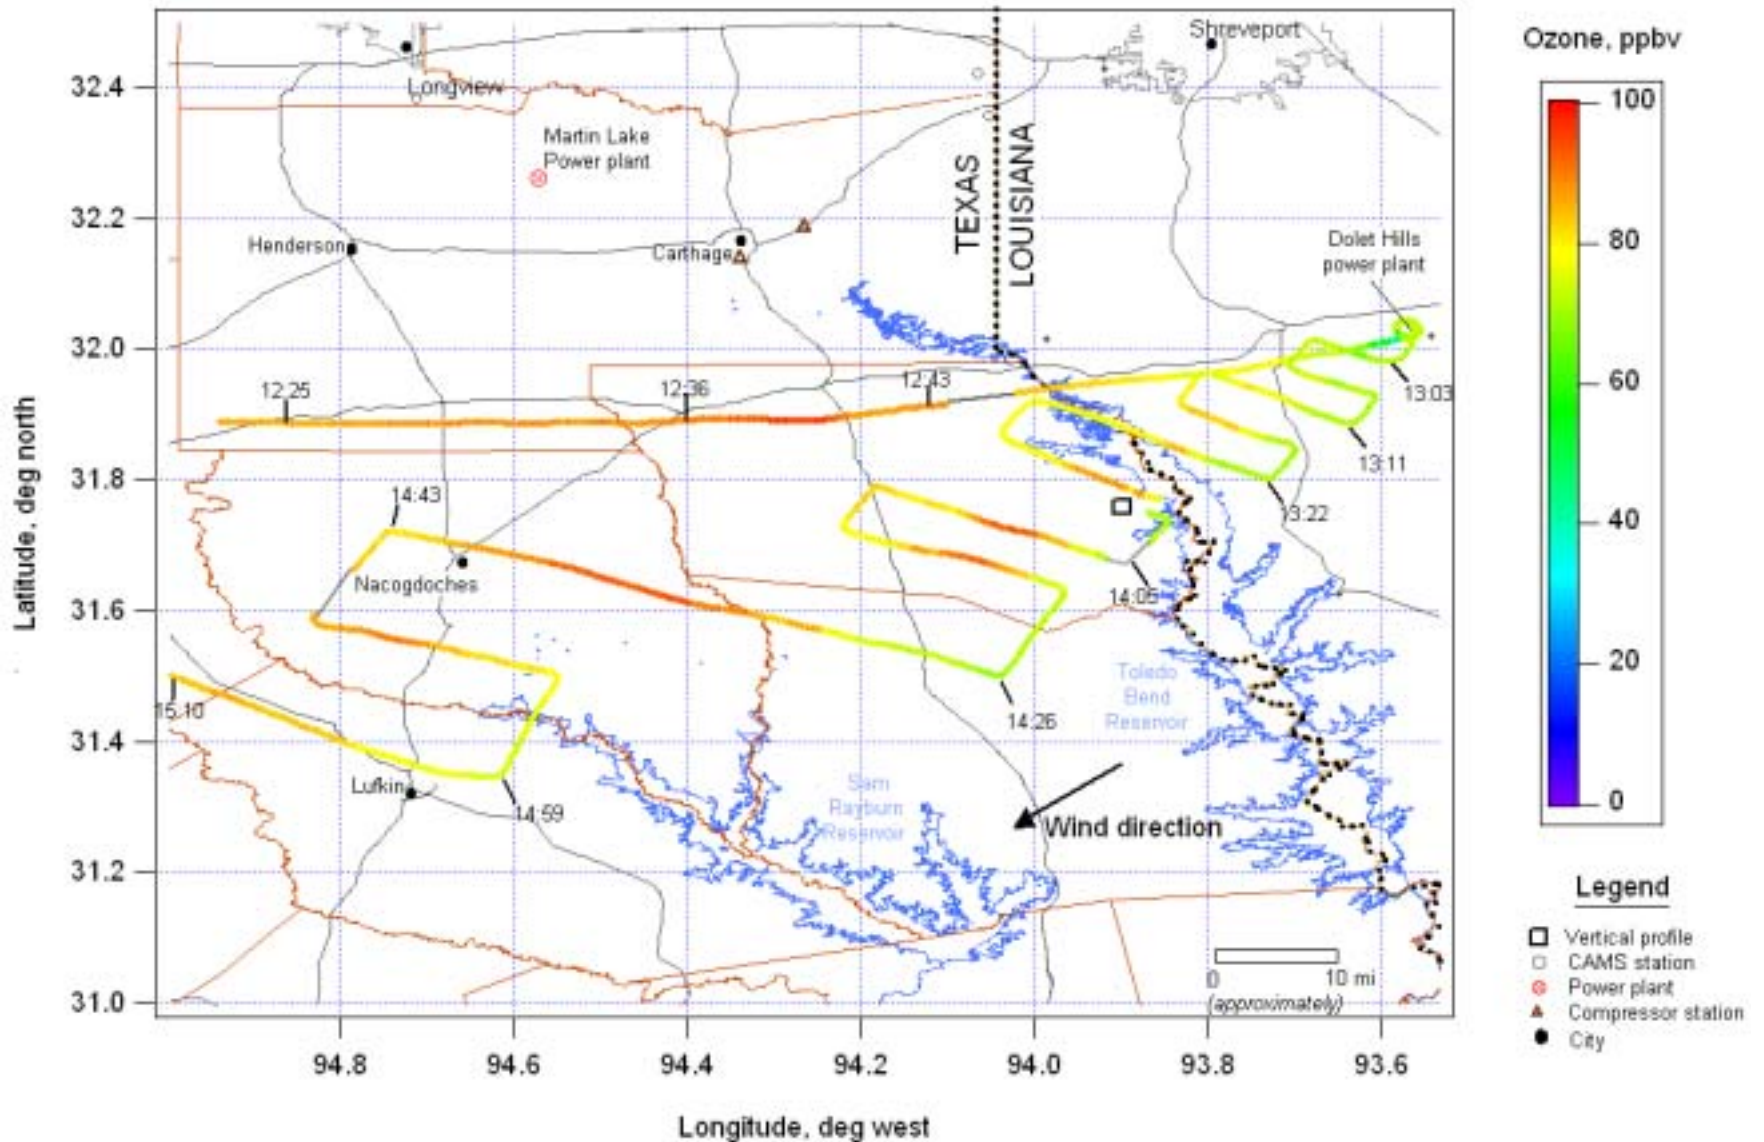 Shreveport
Ozone, ppbv
Longview
Martin Lake
Power plant
TEXAS
LOUISIANA
Henderson
Carthage
Dolet Hills
power plant
12:25
12:36
12:43
13:03
13:11
3:22
14:43
Nacogdoches
14:05
Toledo
Bend
Reservoir
14:26
15:10
Lufkin
14:59
Sam
Rayburn
Reservoir
Wind direction
0 10 mi
(approximately)
32.4
32.2
32.0
31.8
31.6
31.4
31.2
31.0
Latitude, deg north
94.8 94.6 94.4 94.2 94.0 93.8 93.6
Longitude, deg west
100
80
60
40
20
0
Legend
Vertical profile
CAMS station
Power plant
Compressor station
City